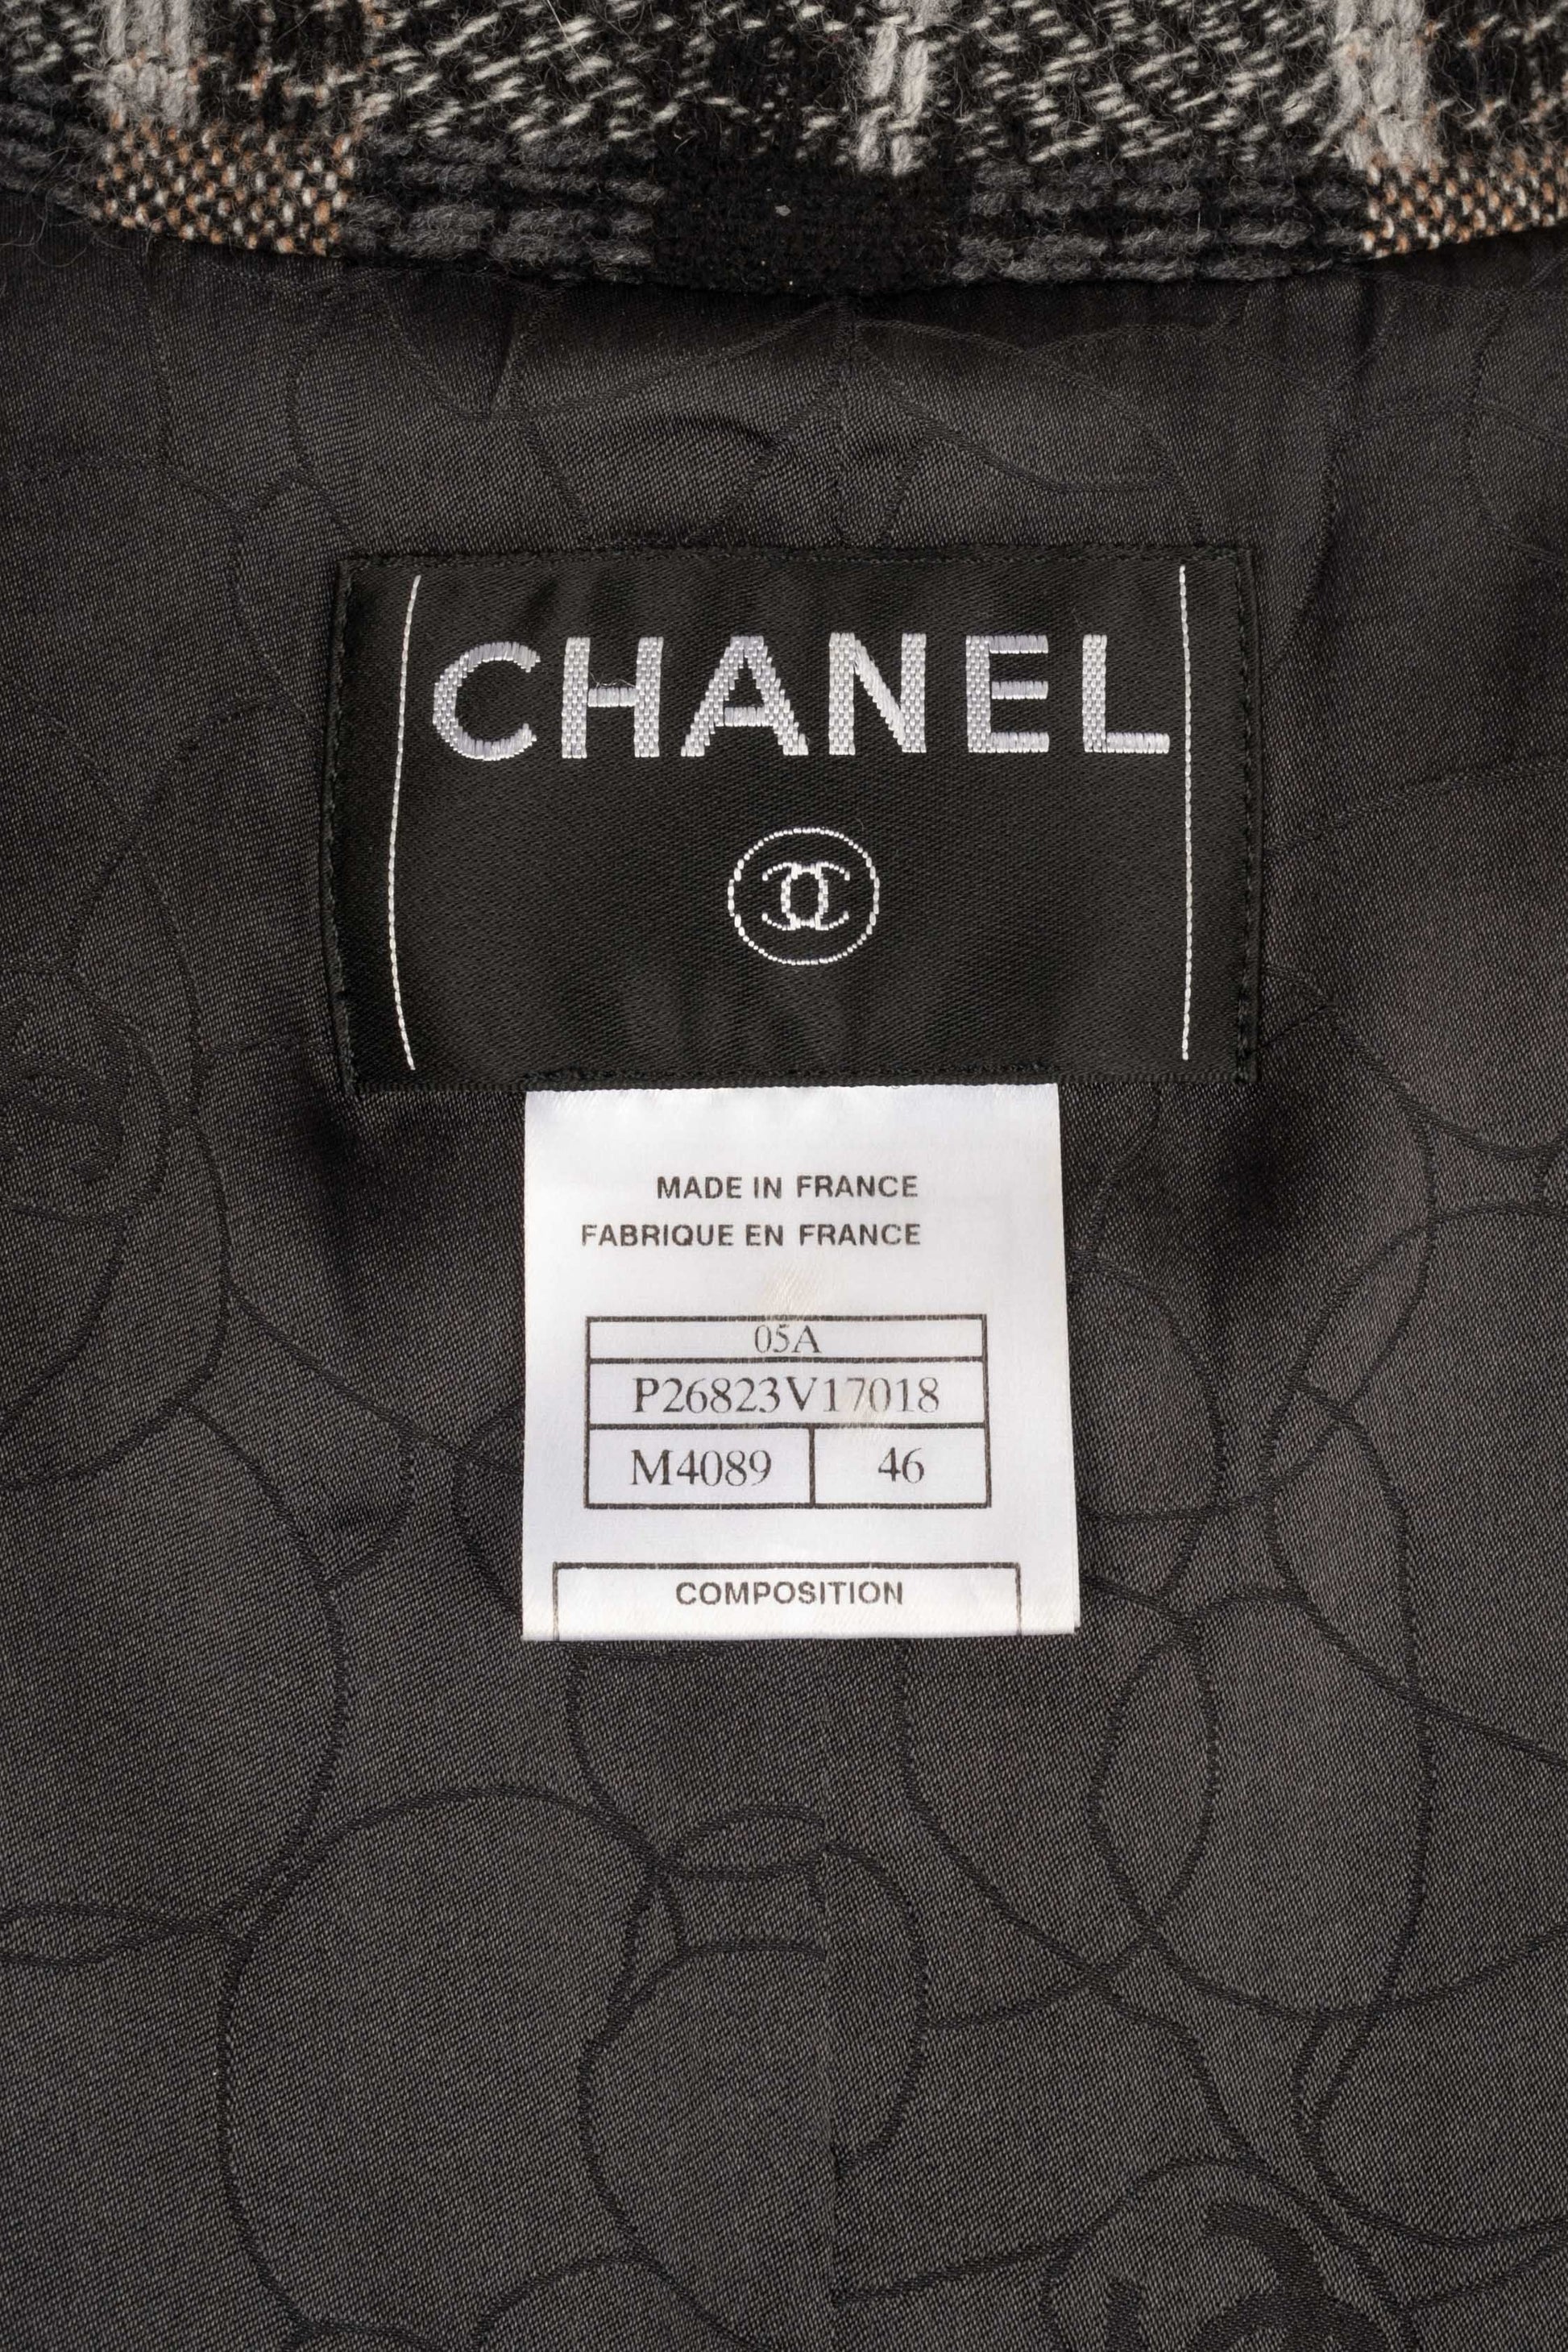 CHANEL
MADE IN FRANCE
FABRIQUE EN FRANCE
05A
P26823V17018
M4089 46
COMPOSITION